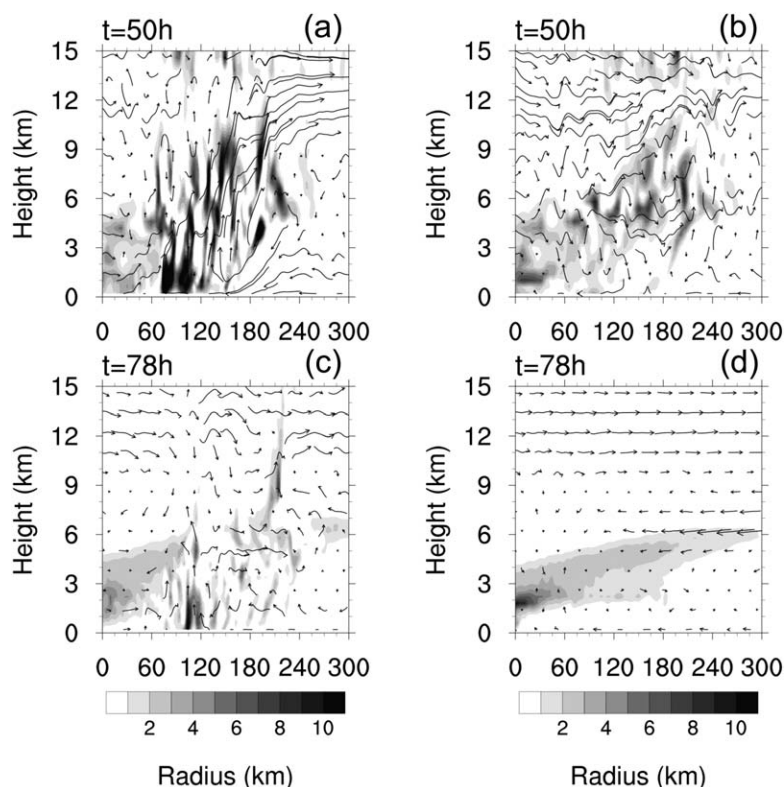 t=50h (a) t=50h (b)
15 15
12 12
9 9
Height (km) Height (km)
6 6
3 3
0 0
0 60 120 180 240 300 0 60 120 180 240 300
t=78h (c) t=78h (d)
15 15
12 12
9 9
Height (km) Height (km)
6 6
3 3
0 0
0 60 120 180 240 300 0 60 120 180 240 300
2 4 6 8 10 2 4 6 8 10
Radius (km) Radius (km)